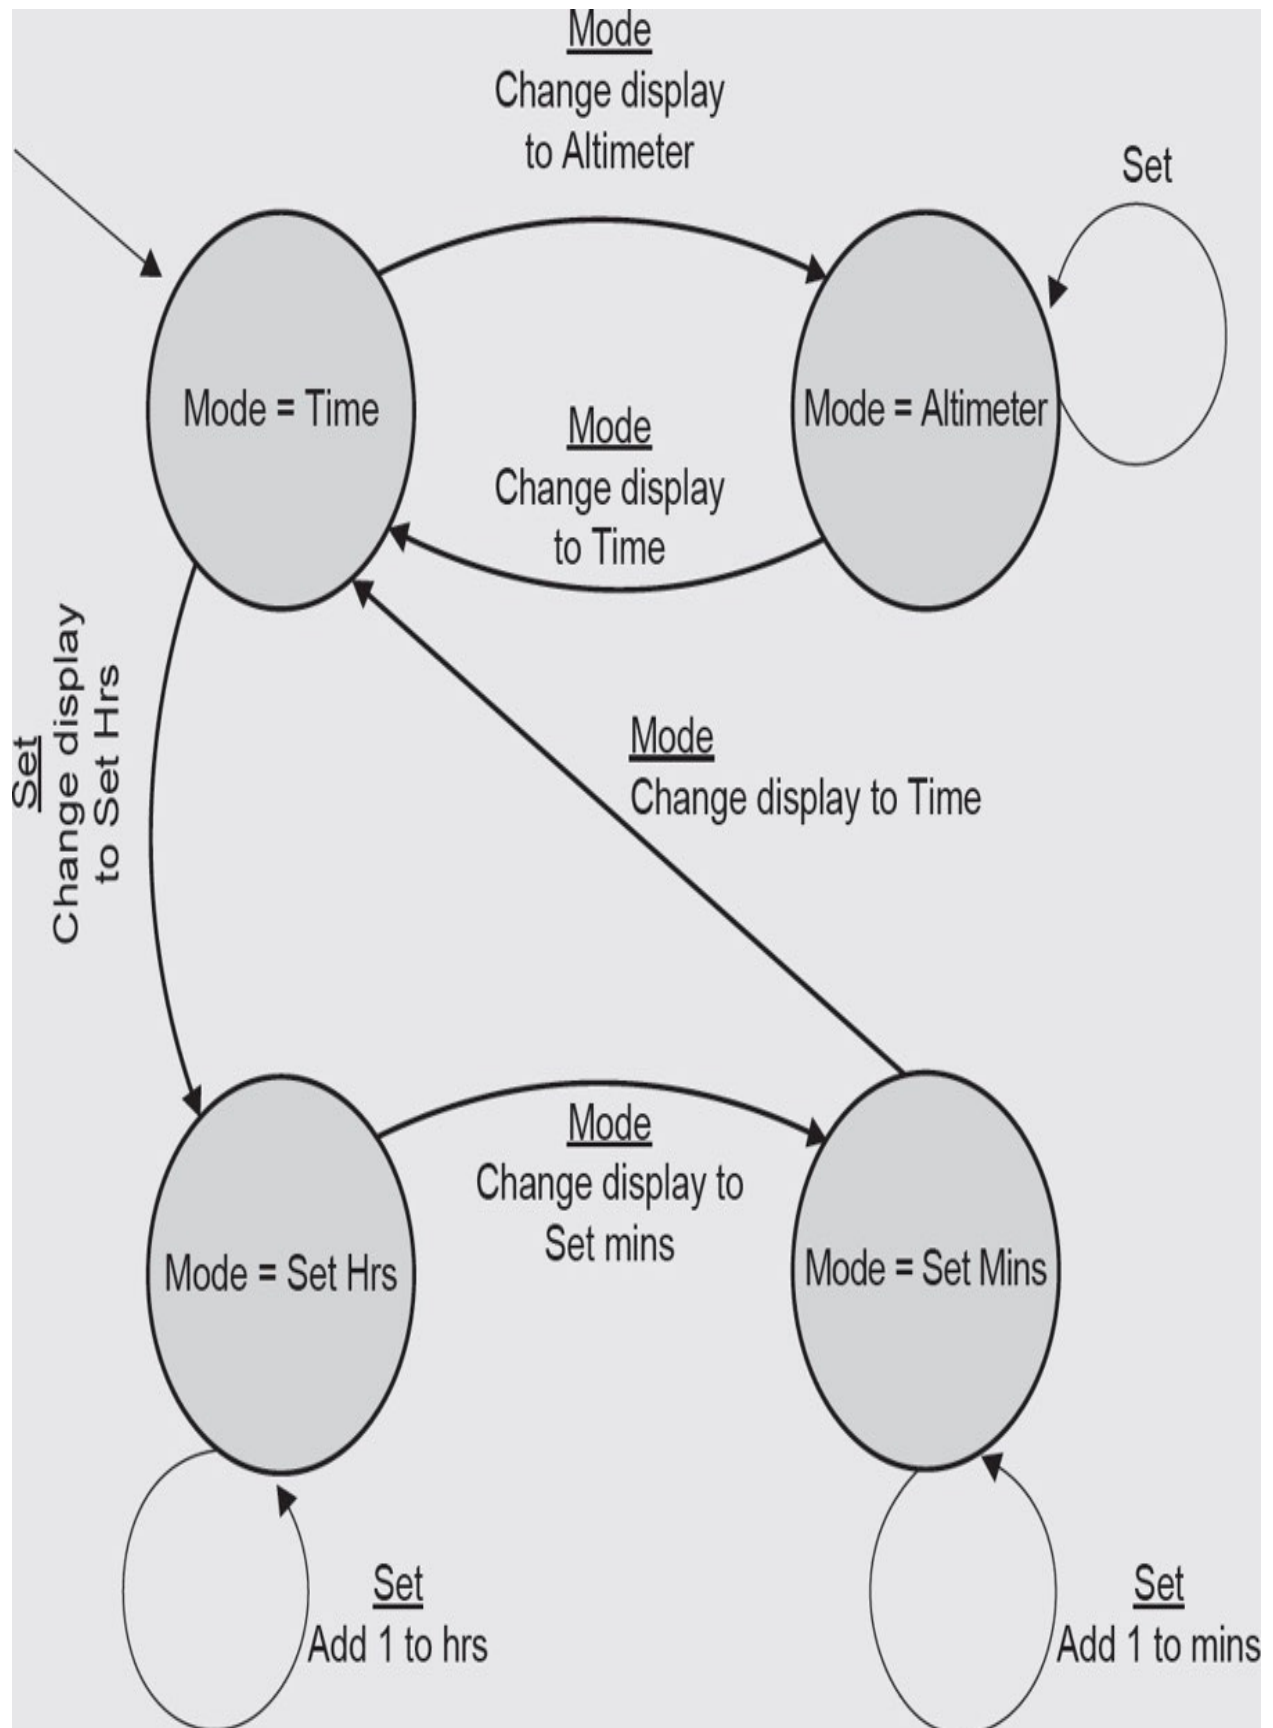 Mode
Change display
to Altimeter
Set
Mode = Time
Mode = Altimeter
Mode
Change display
to Time
Set
Change display
to Set Hrs
Mode
Change display to Time
Mode
Change display to
Set mins
Mode = Set Hrs
Mode = Set Mins
Set
Add 1 to hrs
Set
Add 1 to mins